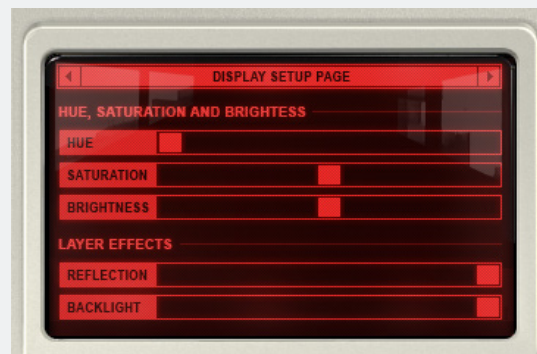 DISPLAY SETUP PAGE
HUE, SATURATION AND BRIGHTESS
HUE
SATURATION
BRIGHTNESS
LAYER EFFECTS
REFLECTION
BACKLIGHT